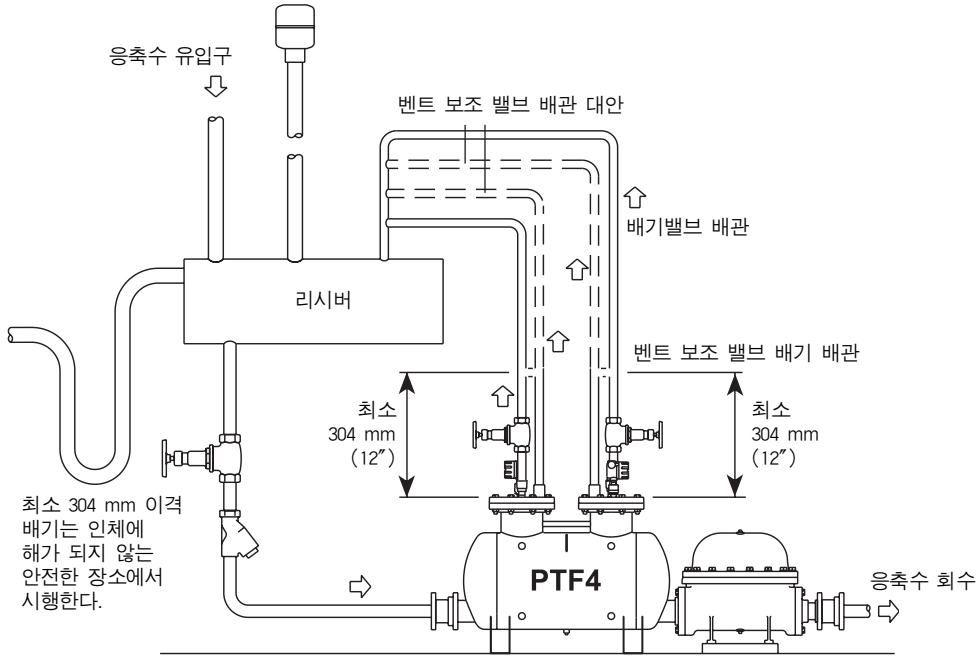 응축수 유입구
벤트 보조 밸브 배관 대안
배기밸브 배관
리시버
벤트 보조 밸브 배기 배관
최소
304 mm
(12″)
최소
304 mm
(12″)
최소 304 mm 이격
배기는 인체에
해가 되지 않는
안전한 장소에서
시행한다.
PTF4
응축수 회수